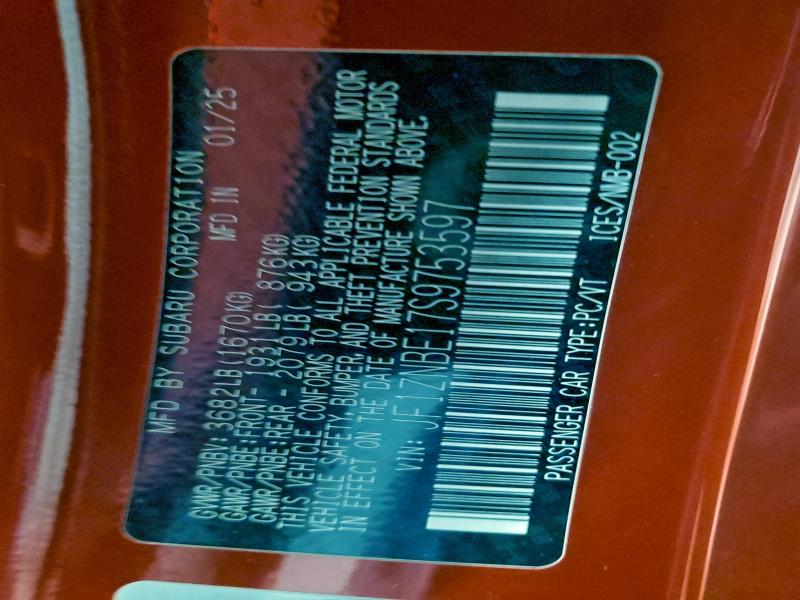 MFD BY SUBARU CORPORATION
MFD IN 01/25
GVWR/PNBV: 3682LB (1670KG)
GAWR/PNBE:FRONT- 1931LB( 876KG)
GAWR/PNBE:REAR - 2079LB( 943KG)
THIS VEHICLE CONFORMS TO ALL APPLICABLE FEDERAL MOTOR
VEHICLE SAFETY, BUMPER, AND THEFT PREVENTION STANDARDS
IN EFFECT ON THE DATE OF MANUFACTURE SHOWN ABOVE.
VIN: JF1ZNBE17S9753597
PASSENGER CAR TYPE:PC/VT ICES/NMB-002